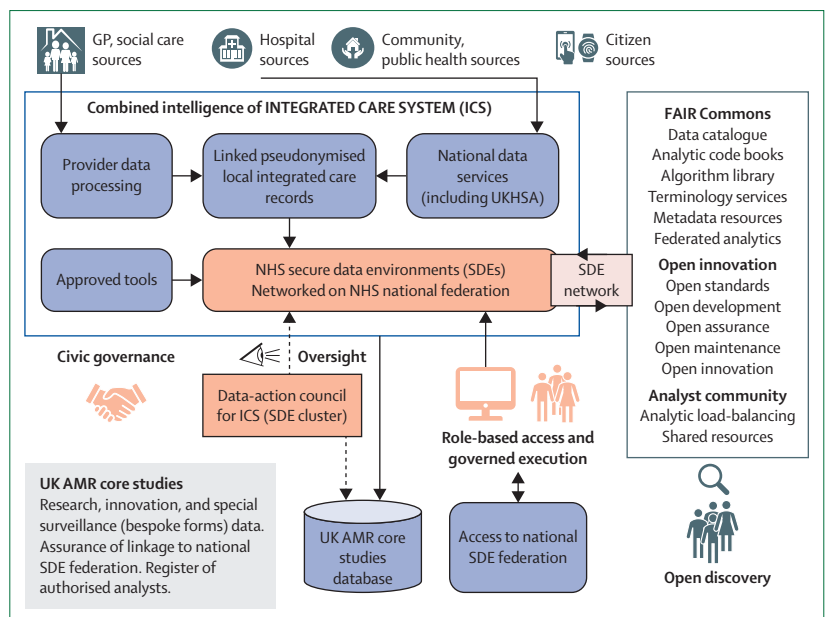 GP, social care
sources
Hospital
sources
Community,
public health sources
Citizen
sources
Combined intelligence of INTEGRATED CARE SYSTEM (ICS)
Provider data
processing
Linked pseudonymised
local integrated care
records
National data
services
(including UKHSA)
Approved tools
NHS secure data environments (SDEs)
Networked on NHS national federation
SDE
network
FAIR Commons
Data catalogue
Analytic code books
Algorithm library
Terminology services
Metadata resources
Federated analytics
Open innovation
Open standards
Open development
Open assurance
Open maintenance
Open innovation
Analyst community
Analytic load-balancing
Shared resources
Civic governance
Oversight
Data-action council
for ICS (SDE cluster)
Role-based access and
governed execution
UK AMR core studies
Research, innovation, and special
surveillance (bespoke forms) data.
Assurance of linkage to national
SDE federation. Register of
authorised analysts.
UK AMR core
studies
database
Access to national
SDE federation
Open discovery